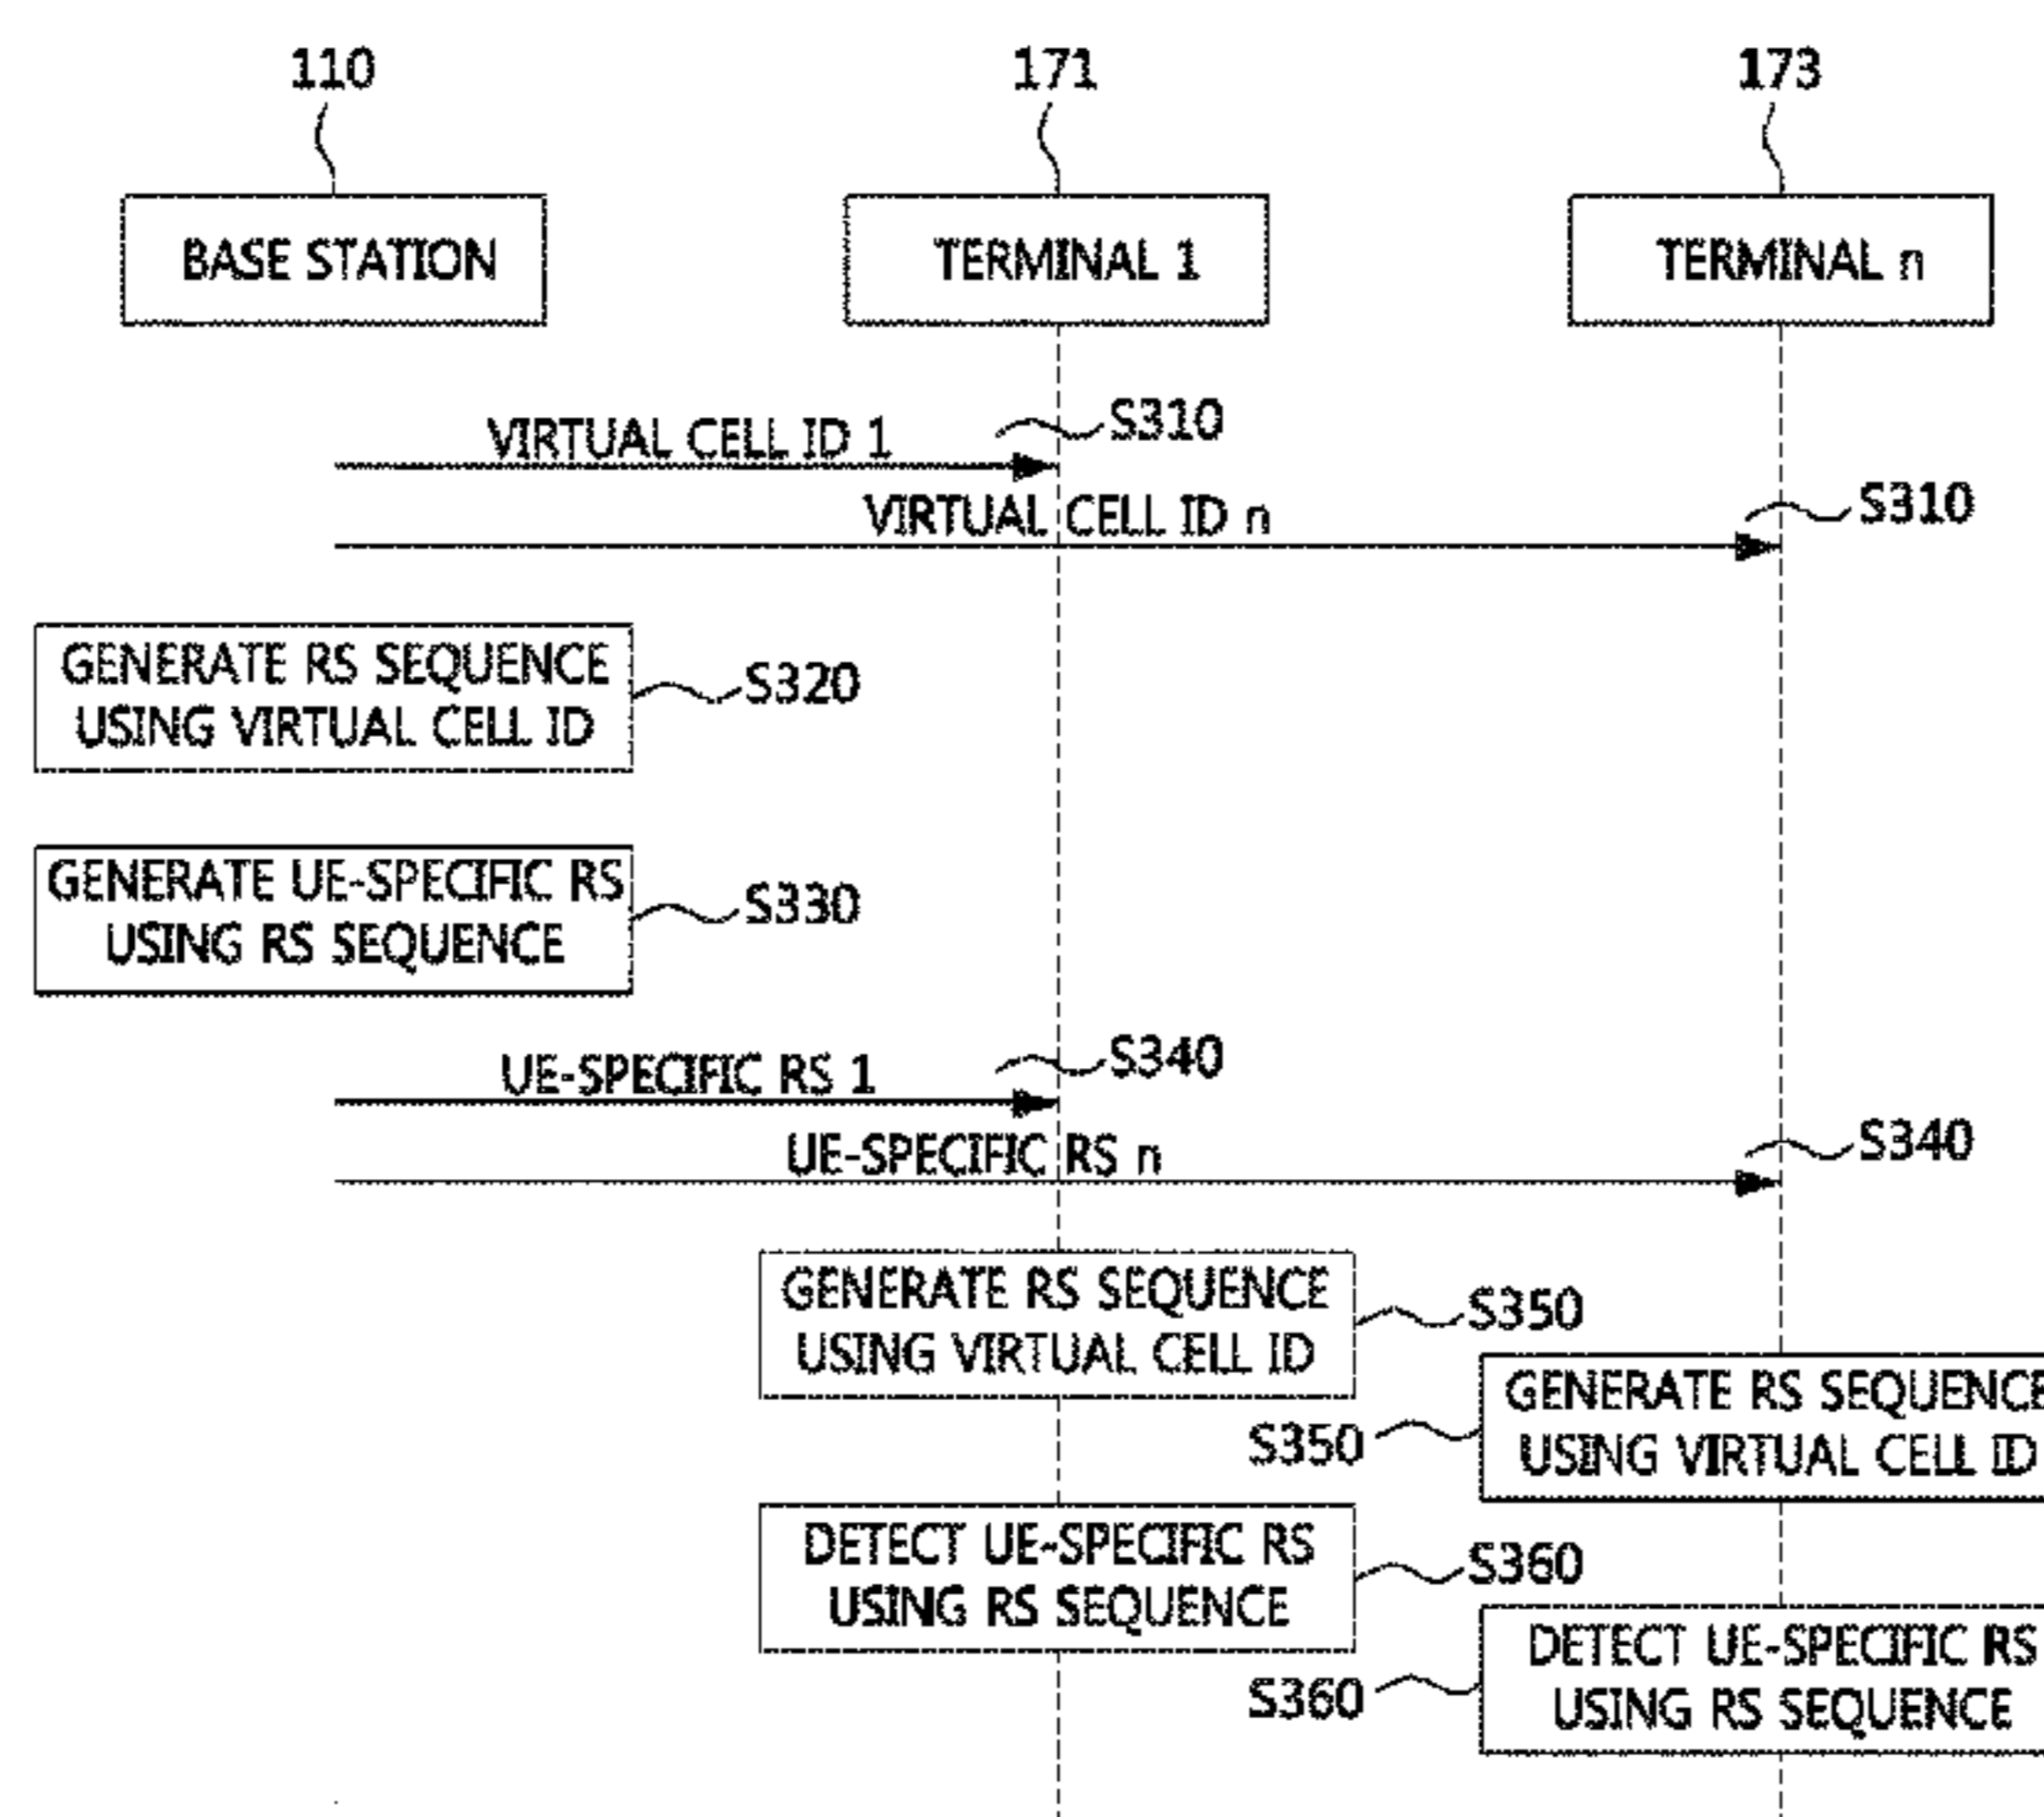 110
171
173
BASE STATION
TERMINAL 1
TERMINAL n
VIRTUAL CELL ID 1
S310
VIRTUAL CELL ID n
S310
GENERATE RS SEQUENCE
USING VIRTUAL CELL ID
S320
GENERATE UE-SPECIFIC RS
USING RS SEQUENCE
S330
UE-SPECIFIC RS 1
S340
UE-SPECIFIC RS n
S340
GENERATE RS SEQUENCE
USING VIRTUAL CELL ID
S350
GENERATE RS SEQUENCE
USING VIRTUAL CELL ID
S350
DETECT UE-SPECIFIC RS
USING RS SEQUENCE
S360
DETECT UE-SPECIFIC RS
USING RS SEQUENCE
S360